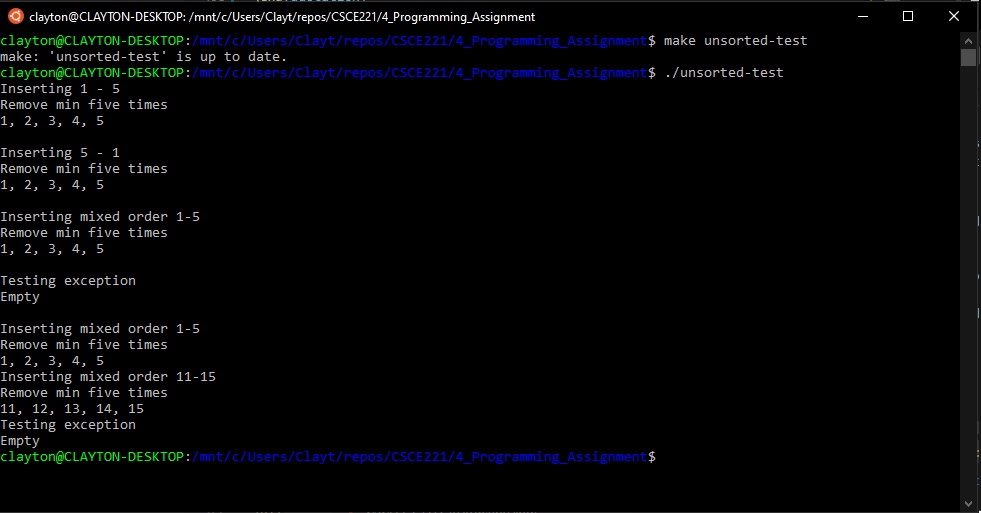 clayton@CLAYTON-DESKTOP: /mnt/c/Users/Clayt/repos/CSCE221/4_Programming_Assignment
clayton@CLAYTON-DESKTOP:/mnt/c/Users/Clayt/repos/CSCE221/4_Programming_Assignment$ make unsorted-test
make: 'unsorted-test' is up to date.
clayton@CLAYTON-DESKTOP:/mnt/c/Users/Clayt/repos/CSCE221/4_Programming_Assignment$ ./unsorted-test
Inserting 1 - 5
Remove min five times
1, 2, 3, 4, 5
Inserting 5 - 1
Remove min five times
1, 2, 3, 4, 5
Inserting mixed order 1-5
Remove min five times
1, 2, 3, 4, 5
Testing exception
Empty
Inserting mixed order 1-5
Remove min five times
1, 2, 3, 4, 5
Inserting mixed order 11-15
Remove min five times
11, 12, 13, 14, 15
Testing exception
Empty
clayton@CLAYTON-DESKTOP:/mnt/c/Users/Clayt/repos/CSCE221/4_Programming_Assignment$